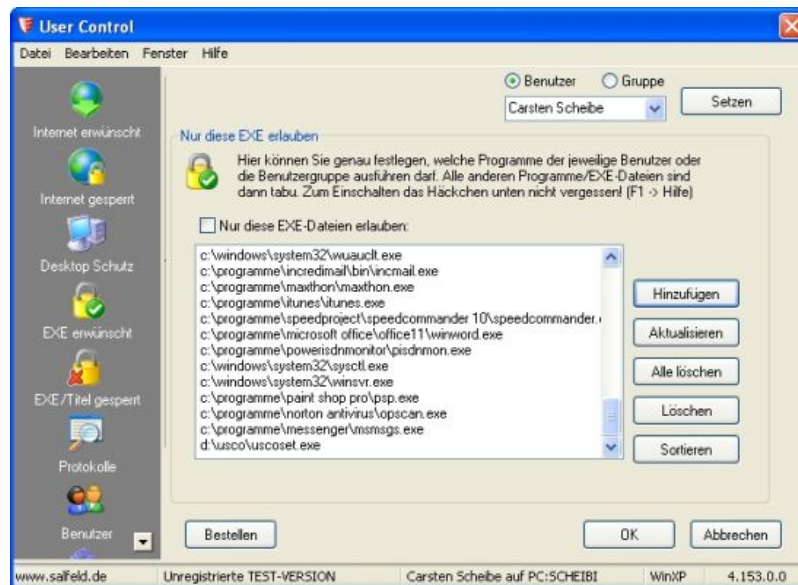 User Control
Datei Bearbeiten Fenster Hilfe
Benutzer Gruppe
Carsten Scheibe
Setzen
Internet erwünscht
Internet gesperrt
Desktop Schutz
EXE erwünscht
EXE/Titel gesperrt
Protokolle
Benutzer
Nur diese EXE erlauben
Hier können Sie genau festlegen, welche Programme der jeweilige Benutzer oder
die Benutzergruppe ausführen darf. Alle anderen Programme/EXE-Dateien sind
dann tabu. Zum Einschalten das Häckchen unten nicht vergessen! (F1 -> Hilfe)
Nur diese EXE-Dateien erlauben:
c:\windows\system32\wuauclt.exe
c:\programme\incredimail\bin\incmail.exe
c:\programme\maxthon\maxthon.exe
c:\programme\itunes\itunes.exe
c:\programme\speedproject\speedcommander 10\speedcommander.
c:\programme\microsoft office\office11\winword.exe
c:\programme\powerisdnmonitor\pisdnmon.exe
c:\windows\system32\sysctl.exe
c:\windows\system32\winsvr.exe
c:\programme\paint shop pro\psp.exe
c:\programme\norton antivirus\opscan.exe
c:\programme\messenger\msmsgs.exe
d:\usco\uscoset.exe
Hinzufügen
Aktualisieren
Alle löschen
Löschen
Sortieren
Bestellen
OK
Abbrechen
www.salfeld.de
Unregistrierte TEST-VERSION
Carsten Scheibe auf PC:SCHEIBI
WinXP
4.153.0.0